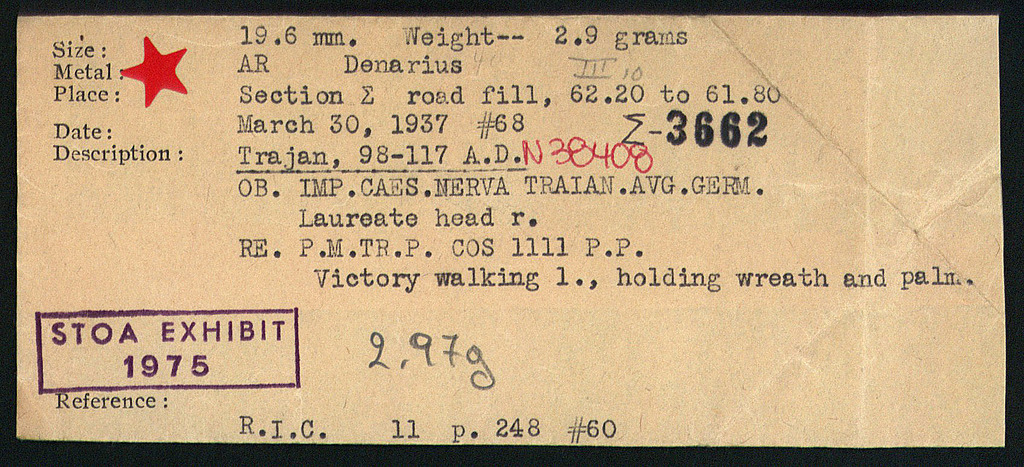 Size: 19.6 mm. Weight-- 2.9 grams
Metal: AR Denarius III,10
Place: Section Σ road fill, 62.20 to 61.80
Date: March 30, 1937 #68 Σ-3662
Description: Trajan, 98-117 A.D. N38408
OB. IMP.CAES.NERVA TRAIAN.AVG.GERM.
Laureate head r.
RE. P.M.TR.P. COS 1111 P.P.
Victory walking l., holding wreath and palm.
STOA EXHIBIT
1975
2.97g
Reference:
R.I.C. 11 p. 248 #60